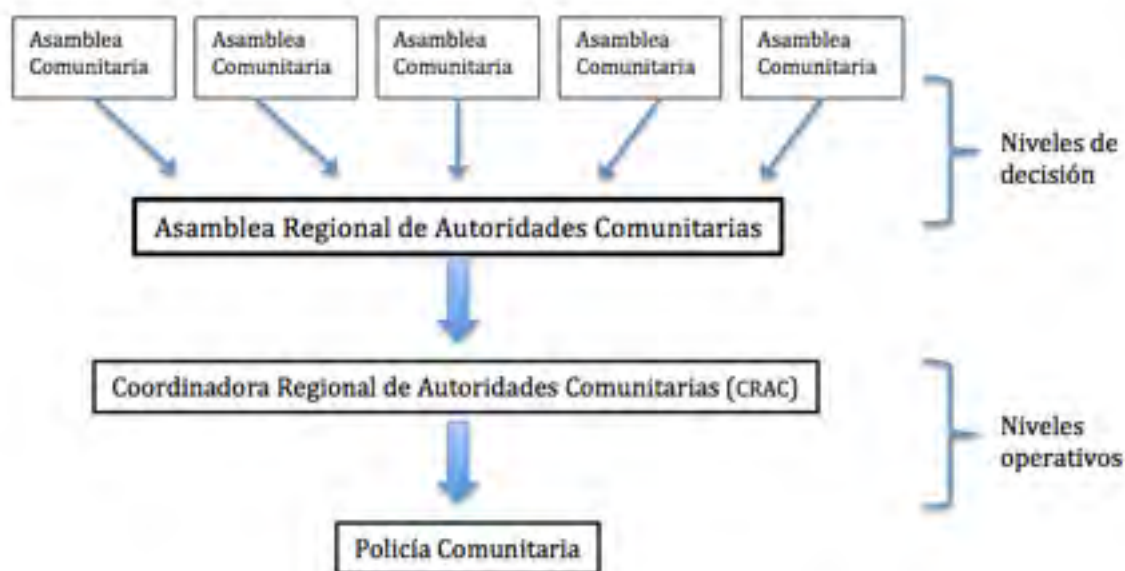 Asamblea
Comunitaria
Asamblea
Comunitaria
Asamblea
Comunitaria
Asamblea
Comunitaria
Asamblea
Comunitaria
Niveles de
decisión
Asamblea Regional de Autoridades Comunitarias
Coordinadora Regional de Autoridades Comunitarias (CRAC)
Niveles
operativos
Policía Comunitaria